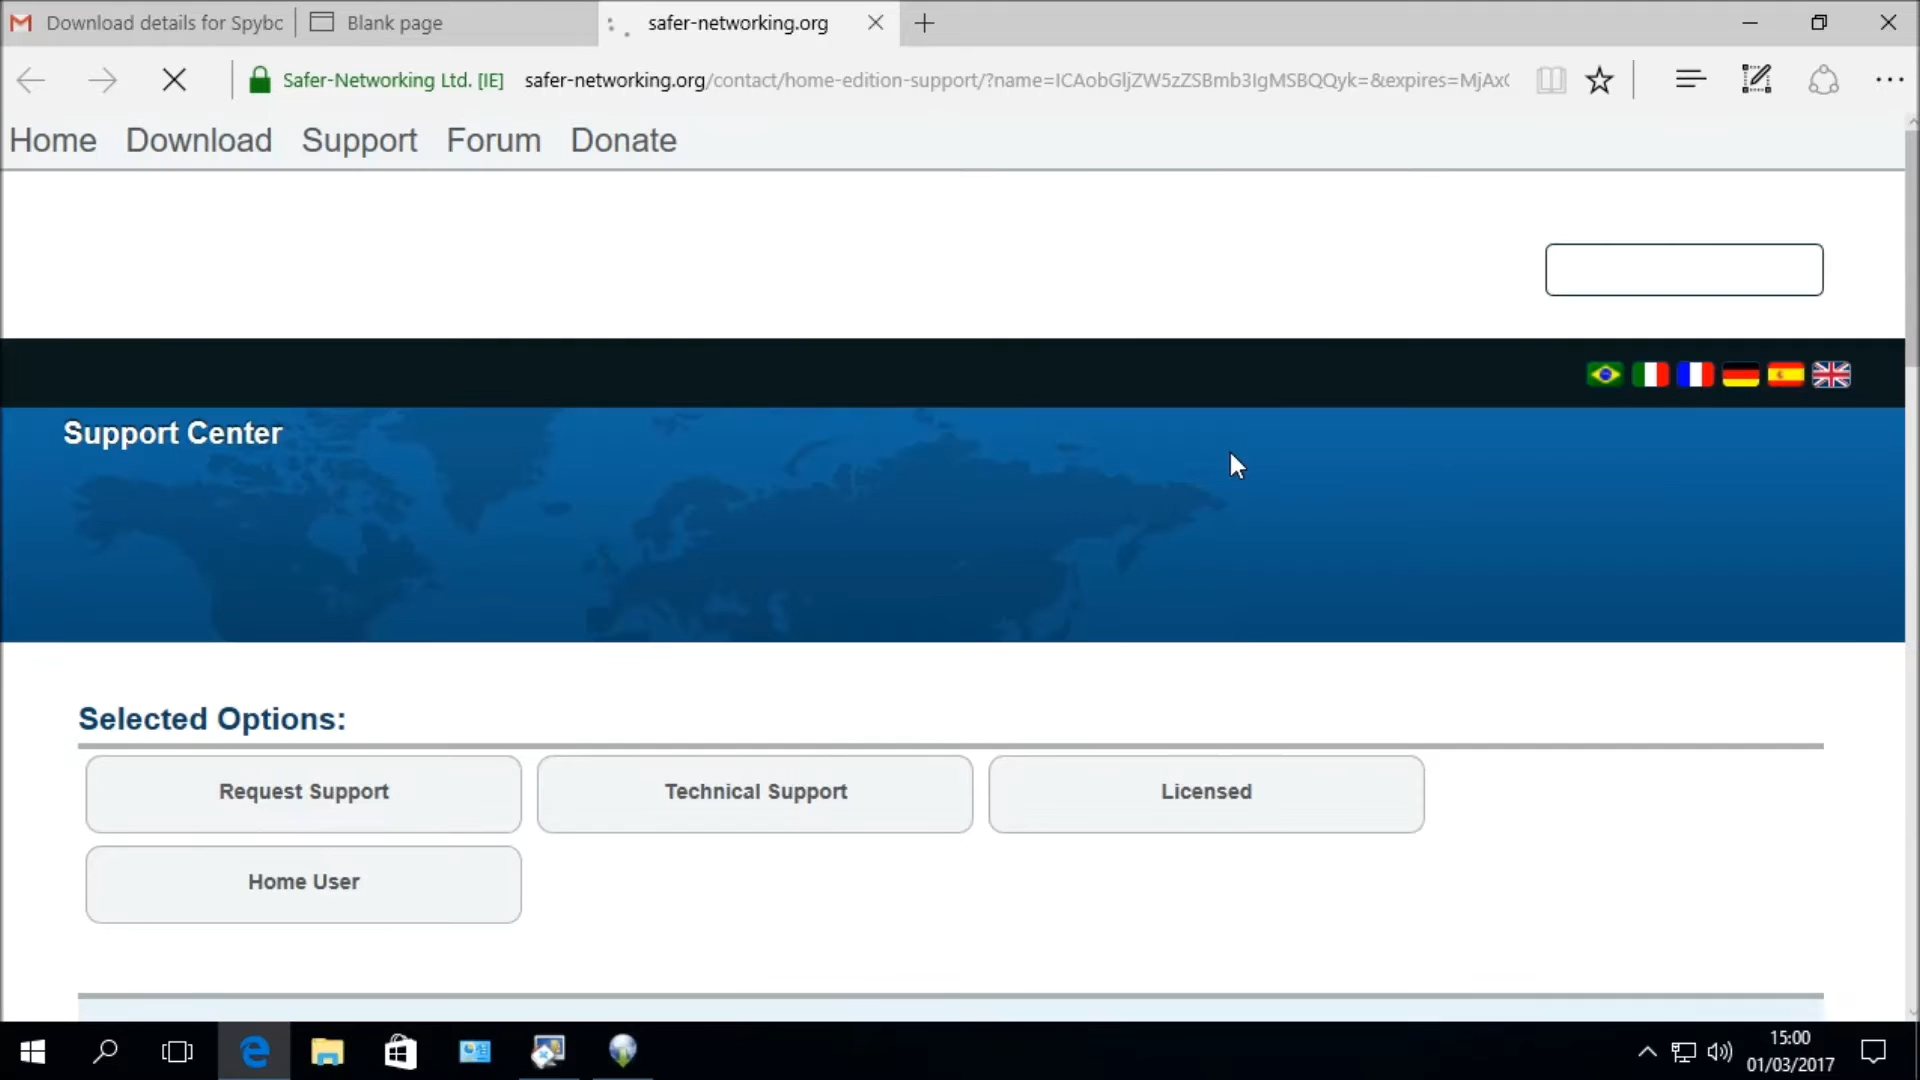 Download details for Spybc
Blank page
safer-networking.org
Safer-Networking Ltd. [IE] safer-networking.org/contact/home-edition-support/?name=ICAobGljZW5zZSBmb3IgMSBQQyk=&expires=MjAx
Home Download Support Forum Donate
Support Center
Selected Options:
Request Support
Technical Support
Licensed
Home User
15:00
01/03/2017